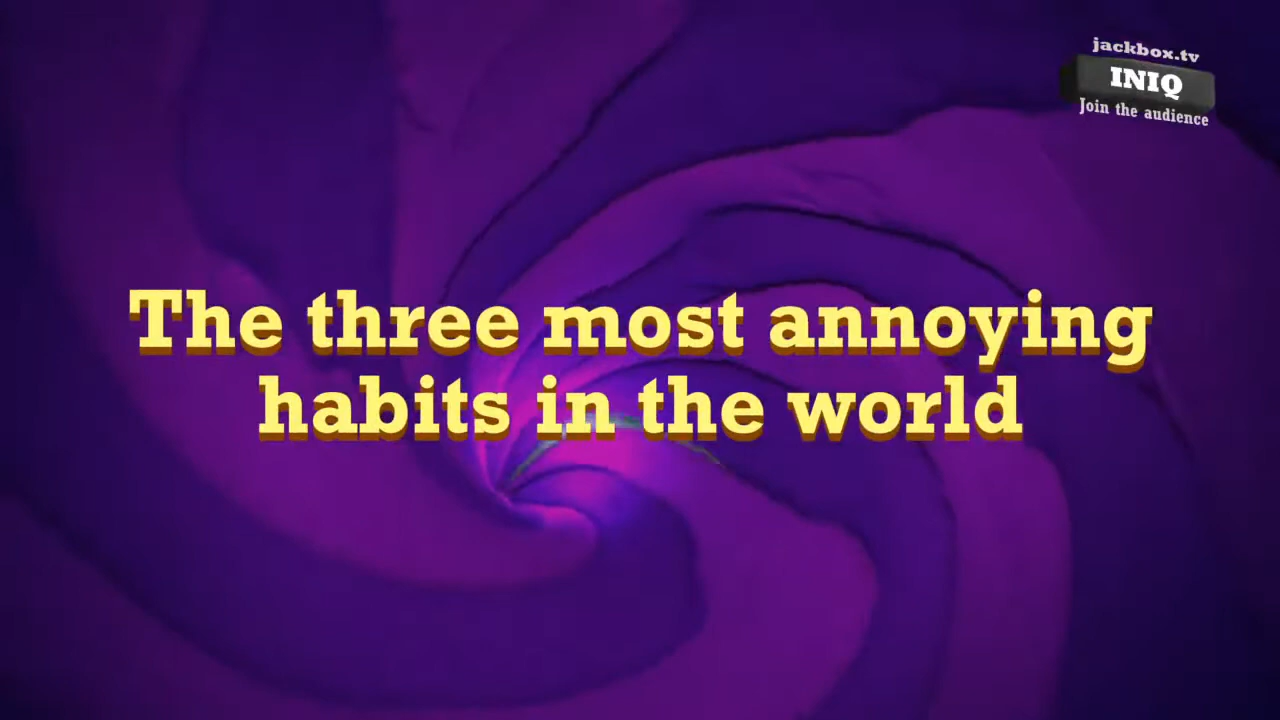 jackbox.tv
INIQ
Join the audience
The three most annoying
habits in the world